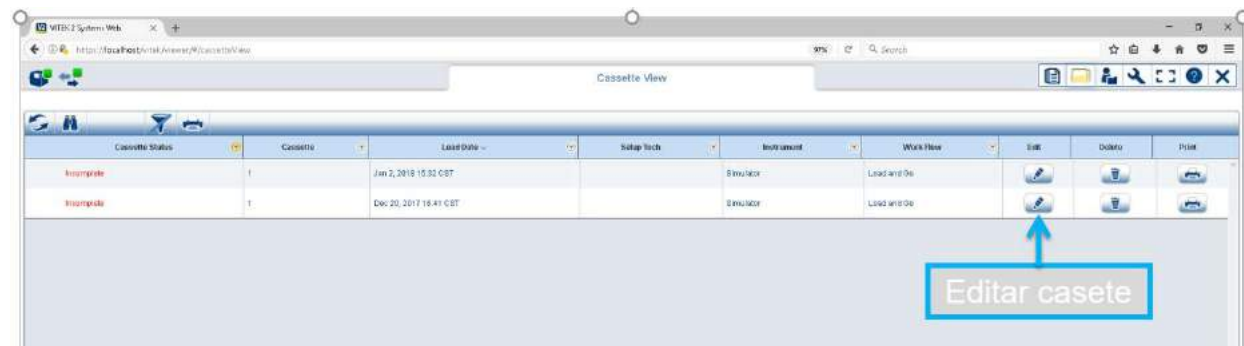 VITEK 2 Systems Web
https://localhost/vitek/viewer/#/cassetteView
97%
Search
Cassette View
Cassette Status Cassette Load Date Setup Tech Instrument Work Flow Edit Delete Print
Incomplete 1 Jan 2, 2018 15:32 CST Simulator Load and Go
Incomplete 1 Dec 20, 2017 16:41 CST Simulator Load and Go
Editar casete